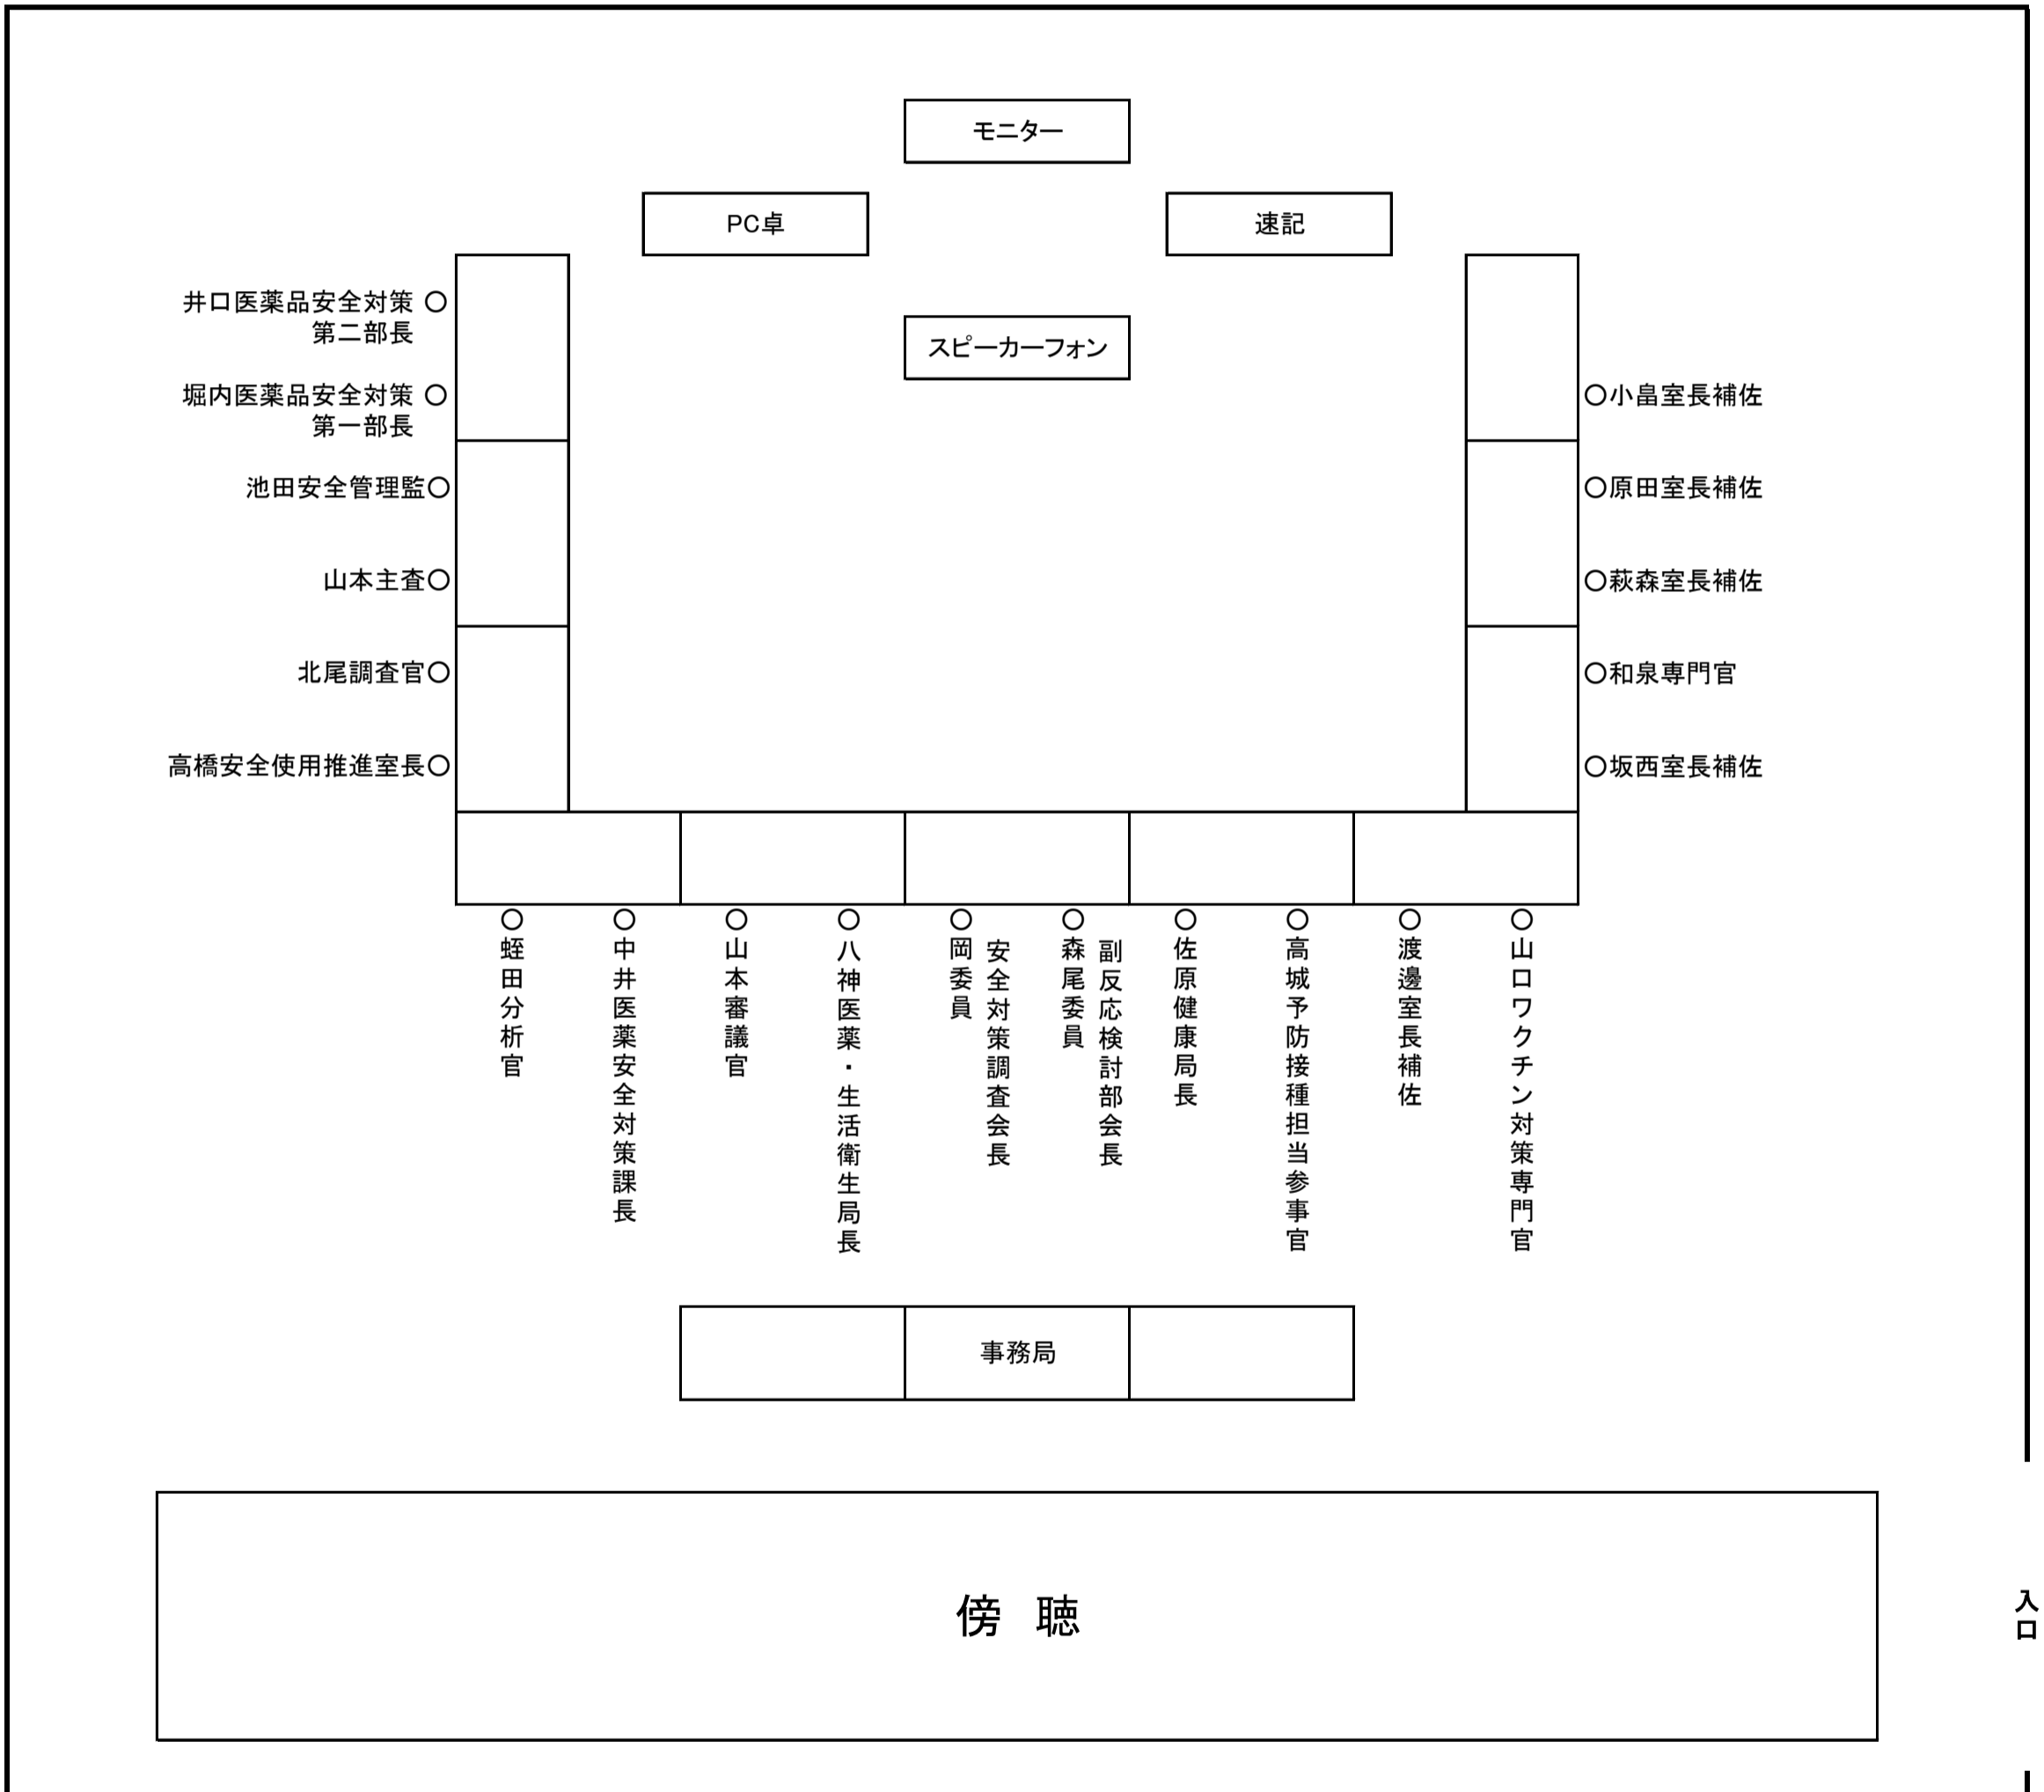 モニター
PC卓
速記
スピーカーフォン
井口医薬品安全対策○
第二部長
堀内医薬品安全対策○
第一部長
池田安全管理監○
山本主査○
北尾調査官○
高橋安全使用推進室長○
○小畠室長補佐
○原田室長補佐
○萩森室長補佐
○和泉専門官
○坂西室長補佐
○蛭田分析官
○中井医薬安全対策課長
○山本審議官
○八神医薬・生活衛生局長
○岡委員
安全対策調査会長
○森尾委員
副反応検討部会長
○佐原健康局長
○高城予防接種担当参事官
○渡邊室長補佐
○山口ワクチン対策専門官
事務局
傍 聴
入口